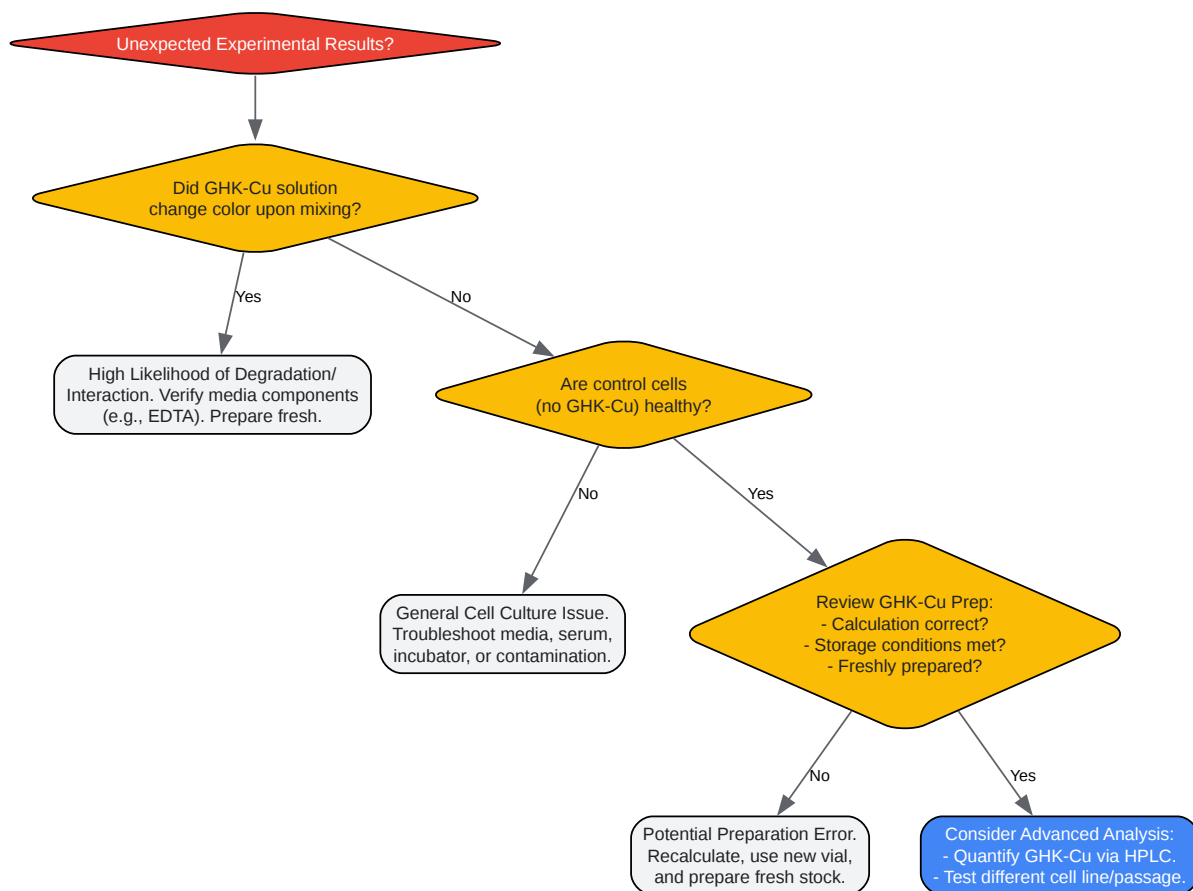 Unexpected Experimental Results?
Did GHK-Cu solution
change color upon mixing?
Yes
No
High Likelihood of Degradation/
Interaction. Verify media components
(e.g., EDTA). Prepare fresh.
Are control cells
(no GHK-Cu) healthy?
No
Yes
General Cell Culture Issue.
Troubleshoot media, serum,
incubator, or contamination.
Review GHK-Cu Prep:
- Calculation correct?
- Storage conditions met?
- Freshly prepared?
No
Yes
Potential Preparation Error.
Recalculate, use new vial,
and prepare fresh stock.
Consider Advanced Analysis:
- Quantify GHK-Cu via HPLC.
- Test different cell line/passage.